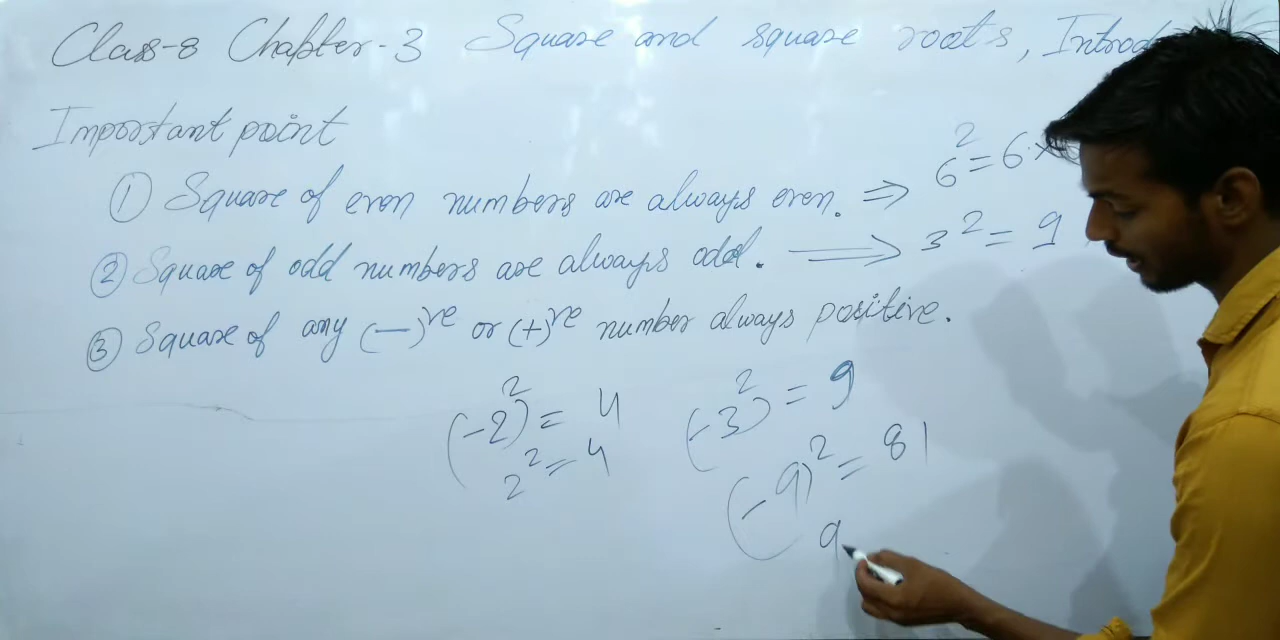 Class-8 Chapter-3 Square and square roots, Introd
Important point
① Square of even numbers are always even. ⇒ 6² = 6×
② Square of odd numbers are always odd. ⟹ 3² = 9
③ Square of any (−)ve or (+)ve number always positive.
(-2)² = 4 (-3)² = 9
2² = 4 (-9)² = 81
9